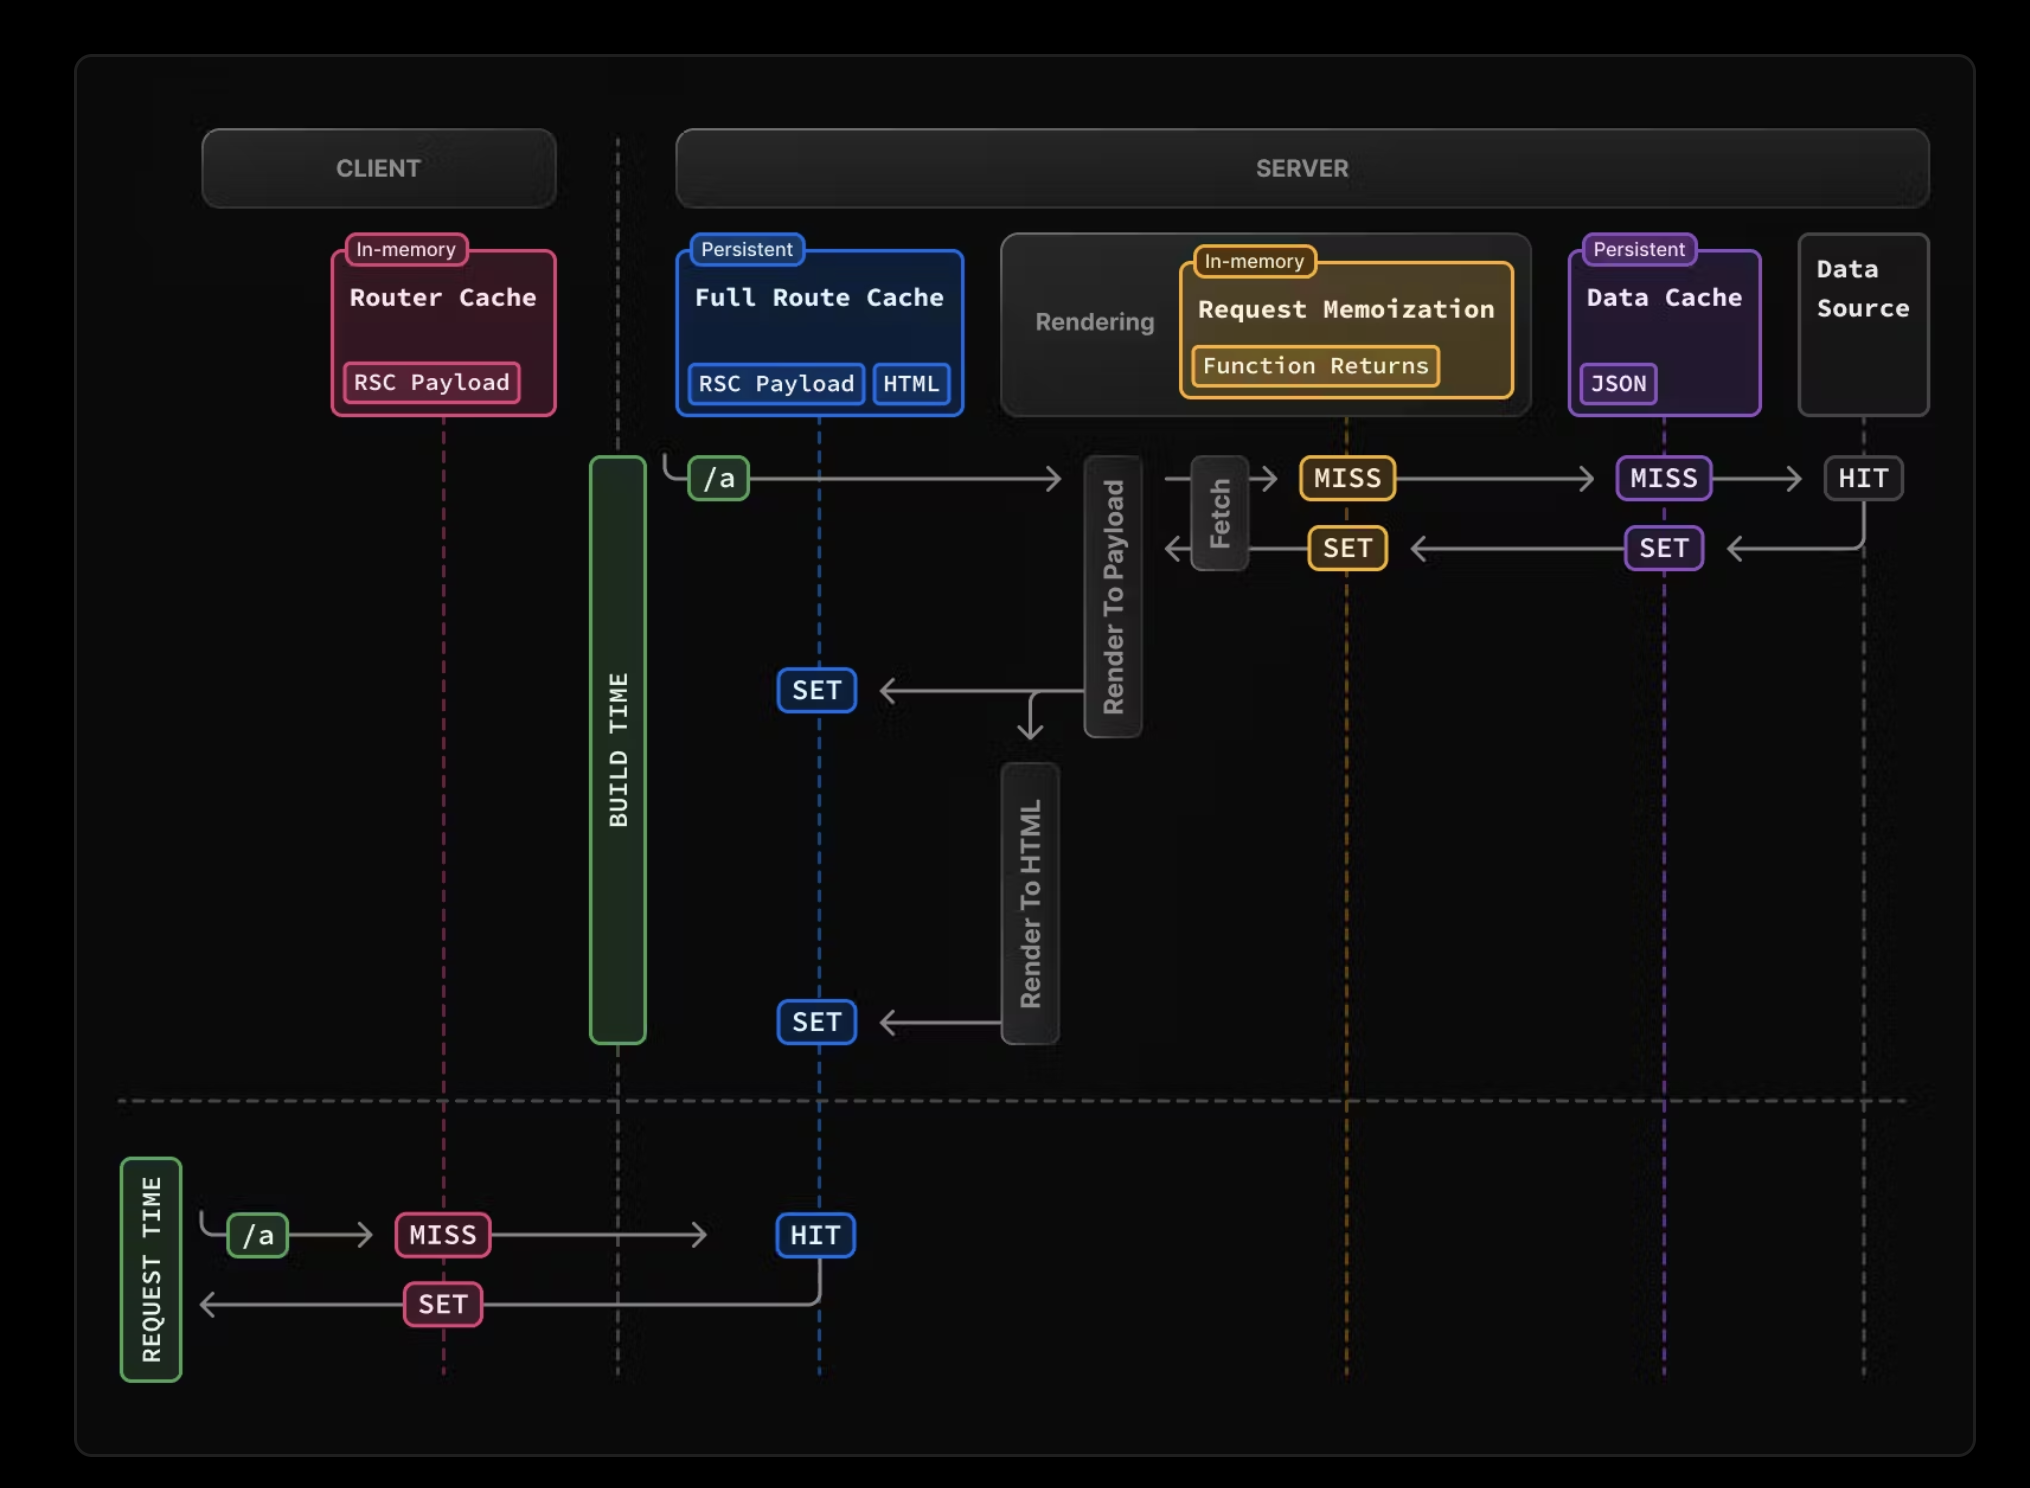 CLIENT
SERVER
In-memory
Router Cache
RSC Payload
Persistent
Full Route Cache
RSC Payload
HTML
Rendering
In-memory
Request Memoization
Function Returns
Persistent
Data Cache
JSON
Data
Source
BUILD TIME
/a
Render To Payload
Fetch
MISS
MISS
HIT
SET
SET
SET
Render To HTML
SET
REQUEST TIME
/a
MISS
HIT
SET